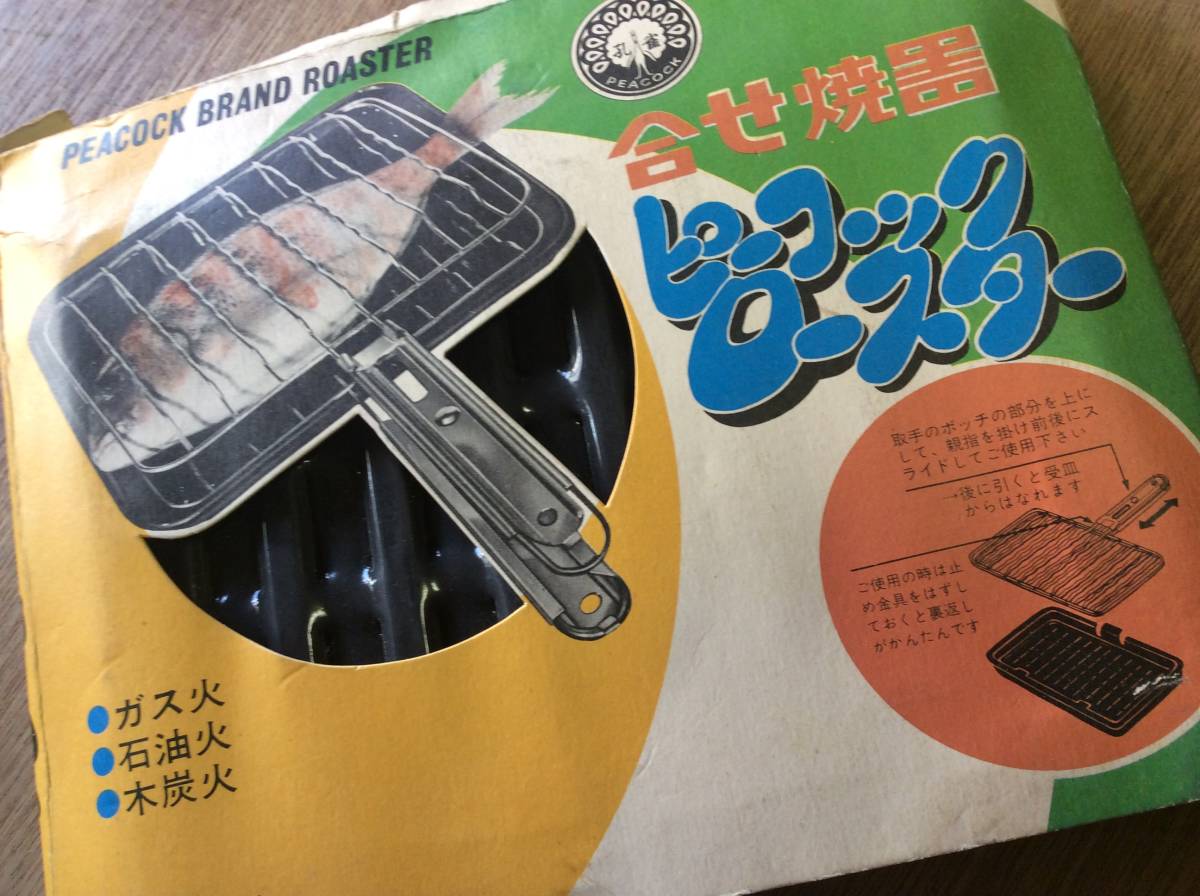 PEACOCK BRAND ROASTER
孔雀
PEACOCK
合せ焼器
ピーコック
ロースター
取手のポッチの部分を上に
して、親指を掛け前後にス
ライドしてご使用下さい
→後に引くと受皿
からはなれます
ご使用の時は止
め金具をはずし
ておくと裏返し
がかんたんです
●ガス火
●石油火
●木炭火